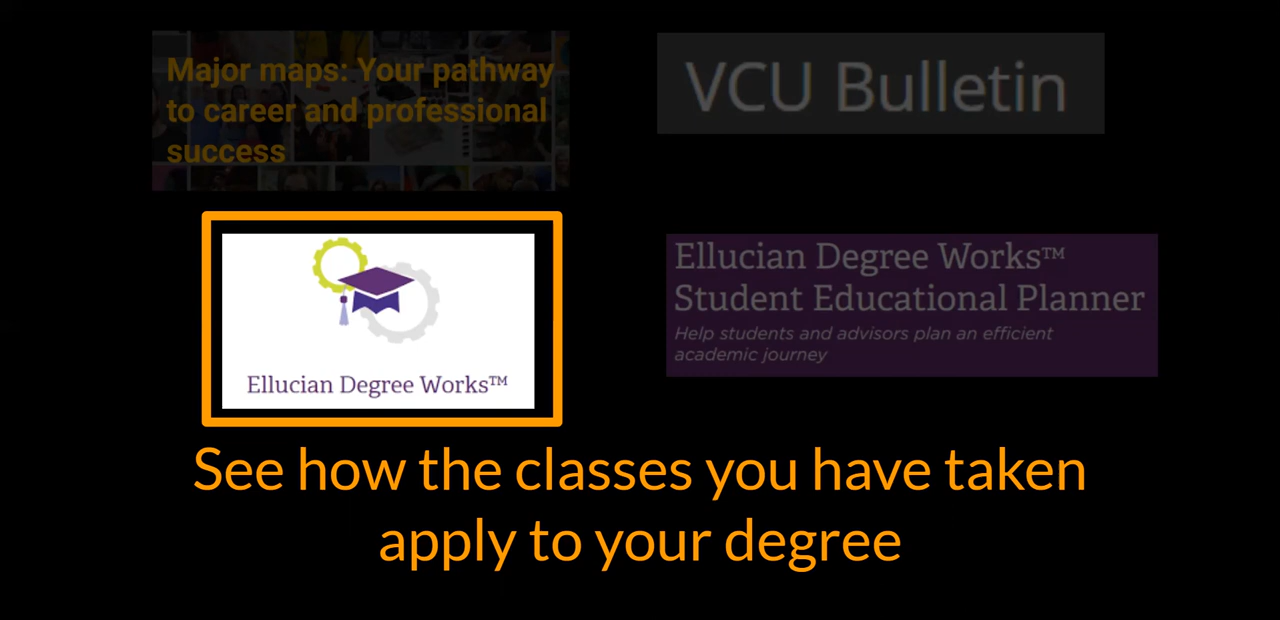 Major maps: Your pathway
to career and professional
success
VCU Bulletin
Ellucian Degree Works™
Ellucian Degree Works™
Student Educational Planner
Help students and advisors plan an efficient
academic journey
See how the classes you have taken
apply to your degree